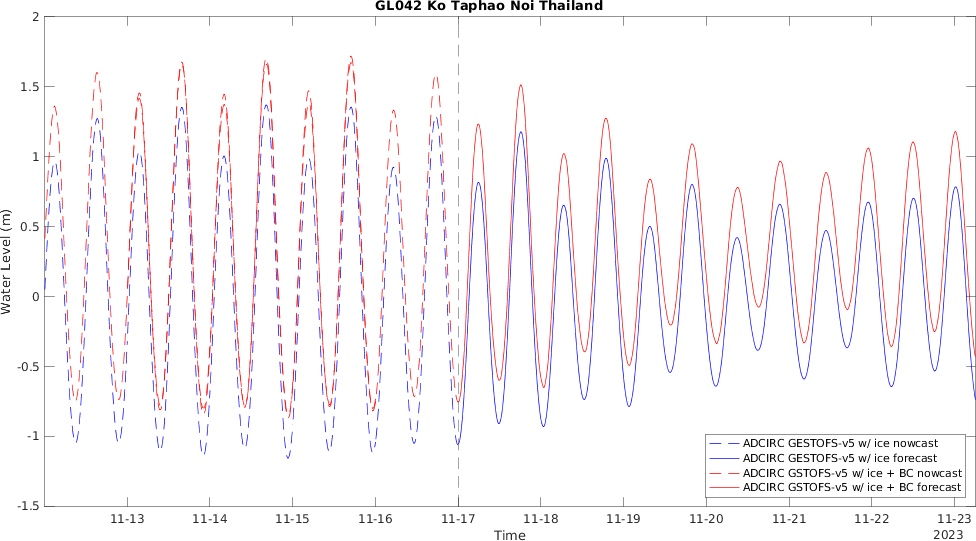 GL042 Ko Taphao Noi Thailand
2
1.5
1
0.5
0
-0.5
-1
-1.5
Water Level (m)
ADCIRC GESTOFS-v5 w/ ice nowcast
ADCIRC GESTOFS-v5 w/ ice forecast
ADCIRC GSTOFS-v5 w/ ice + BC nowcast
ADCIRC GSTOFS-v5 w/ ice + BC forecast
11-13 11-14 11-15 11-16 11-17 11-18 11-19 11-20 11-21 11-22 11-23
Time
2023